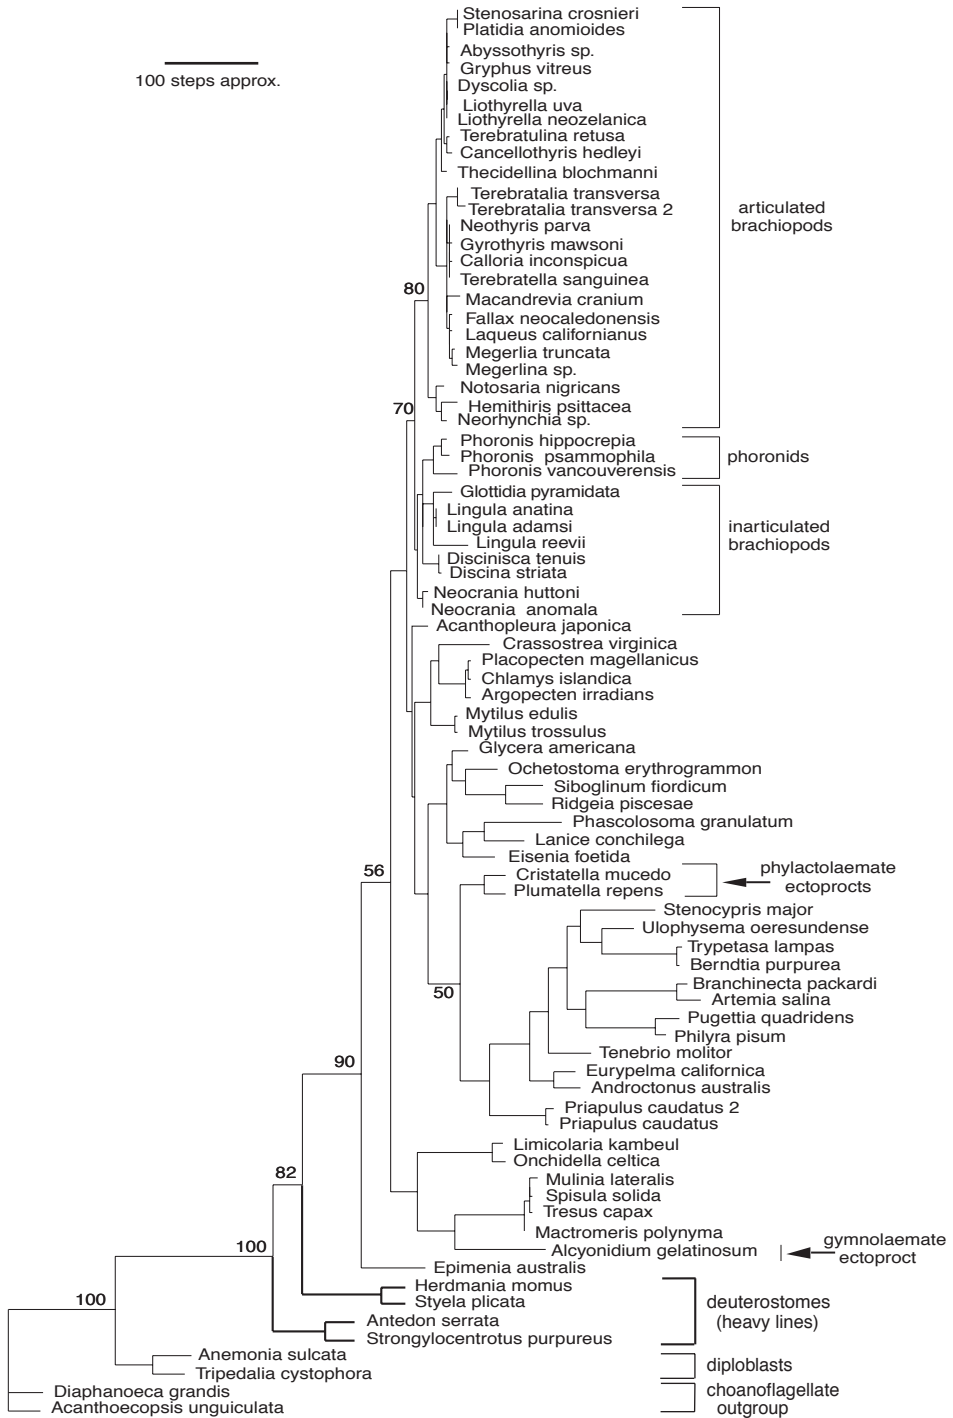 Stenosarina crosnieri
Platidia anomioides
Abyssothyris sp.
Gryphus vitreus
100 steps approx.
Dyscolia sp.
Liothyrella uva
Liothyrella neozelanica
Terebratulina retusa
Cancellothyris hedleyi
Thecidellina blochmanni
Terebratalia transversa
Terebratalia transversa 2
articulated
brachiopods
Neothyris parva
Gyrothyris mawsoni
Calloria inconspicua
Terebratella sanguinea
80
Macandrevia cranium
Fallax neocaledonensis
Laqueus californianus
Megerlia truncata
Megerlina sp.
Notosaria nigricans
70
Hemithiris psittacea
Neorhynchia sp.
Phoronis hippocrepia
Phoronis psammophila
phoronids
Phoronis vancouverensis
Glottidia pyramidata
Lingula anatina
Lingula adamsi
inarticulated
brachiopods
Lingula reevii
Discinisca tenuis
Discina striata
Neocrania huttoni
Neocrania anomala
Acanthopleura japonica
Crassostrea virginica
Placopecten magellanicus
Chlamys islandica
Argopecten irradians
Mytilus edulis
Mytilus trossulus
Glycera americana
Ochetostoma erythrogrammon
Siboglinum fiordicum
Ridgeia piscesae
Phascolosoma granulatum
Lanice conchilega
Eisenia foetida
56
Cristatella mucedo
Plumatella repens
phylactolaemate
ectoprocts
Stenocypris major
Ulophysema oeresundense
Trypetasa lampas
Berndtia purpurea
Branchinecta packardi
50
Artemia salina
Pugettia quadridens
Philyra pisum
Tenebrio molitor
90
Eurypelma californica
Androctonus australis
Priapulus caudatus 2
Priapulus caudatus
Limicolaria kambeul
Onchidella celtica
82
Mulinia lateralis
Spisula solida
Tresus capax
Mactromeris polynyma
100
Alcyonidium gelatinosum
gymnolaemate
ectoproct
Epimenia australis
Herdmania momus
Styela plicata
100
deuterostomes
(heavy lines)
Antedon serrata
Strongylocentrotus purpureus
Anemonia sulcata
Tripedalia cystophora
diploblasts
Diaphanoeca grandis
Acanthoecopsis unguiculata
choanoflagellate
outgroup